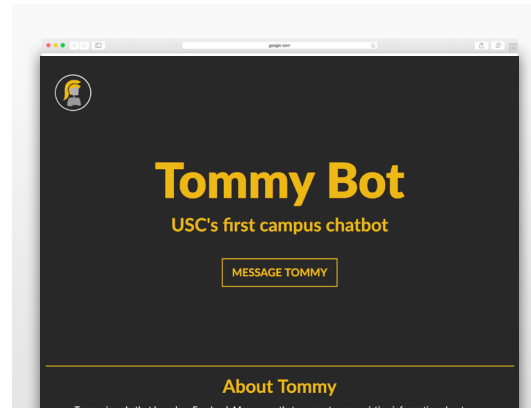 google.com
Tommy Bot
USC's first campus chatbot
MESSAGE TOMMY
About Tommy